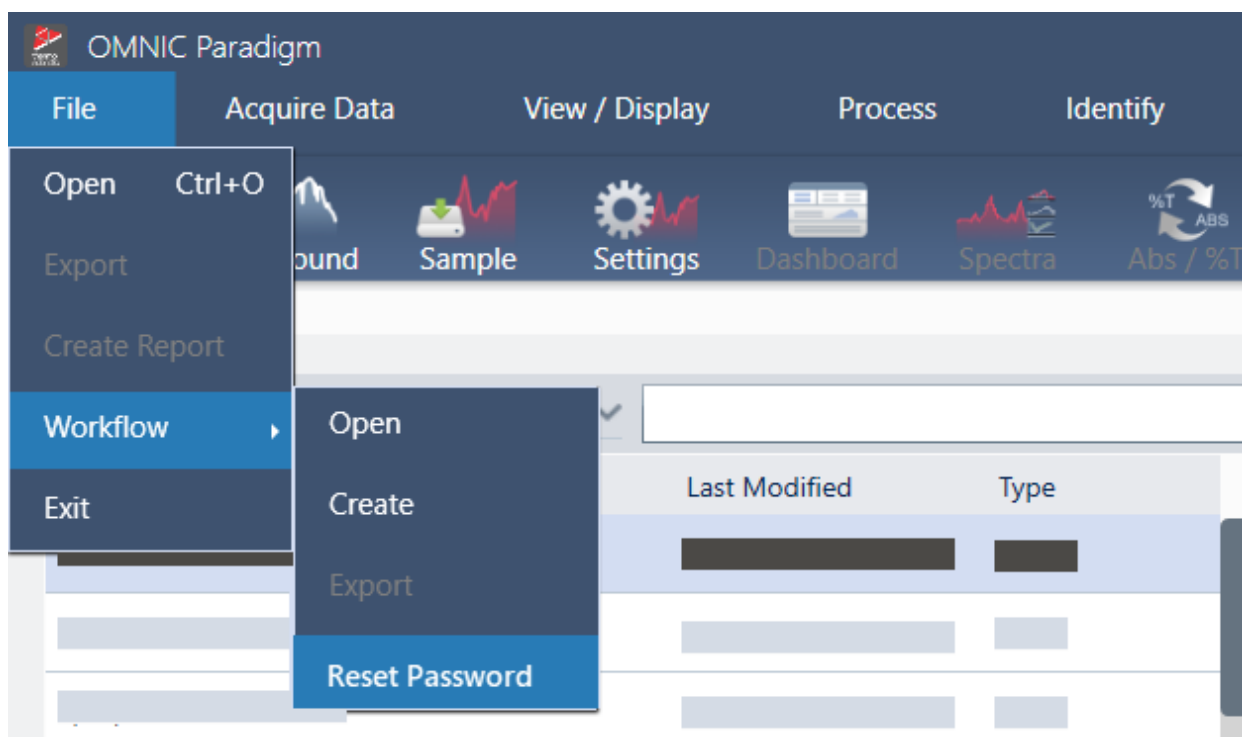 OMNIC Paradigm
File Acquire Data View / Display Process Identify
Open Ctrl+O
Export
Create Report
Workflow
Exit
ound Sample Settings Dashboard Spectra Abs / %T
%T ABS
Open
Create
Export
Reset Password
Last Modified Type